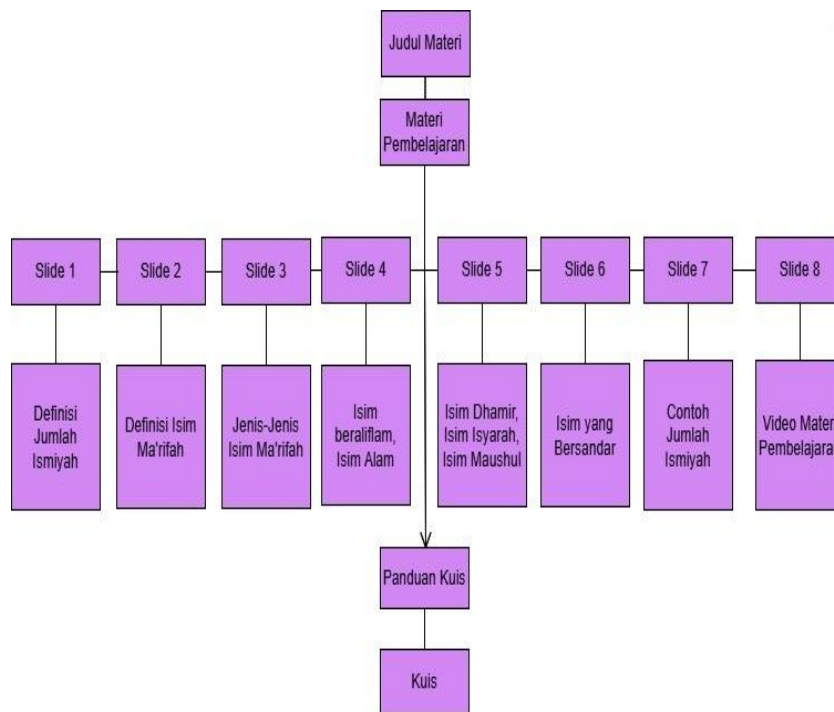 Judul Materi
Materi
Pembelajaran
Slide 1
Slide 2
Slide 3
Slide 4
Slide 5
Slide 6
Slide 7
Slide 8
Definisi
Jumlah
Ismiyah
Definisi Isim
Ma'rifah
Jenis-Jenis
Isim Ma'rifah
Isim
beraliflam,
Isim Alam
Isim Dhamir,
Isim Isyarah,
Isim Maushul
Isim yang
Bersandar
Contoh
Jumlah
Ismiyah
Video Mater
Pembelajara
Panduan Kuis
Kuis